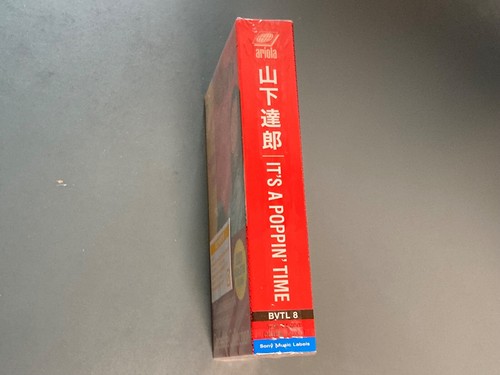 ariola
山下達郎
IT'S A POPPIN' TIME
BVTL 8
Sony Music Labels